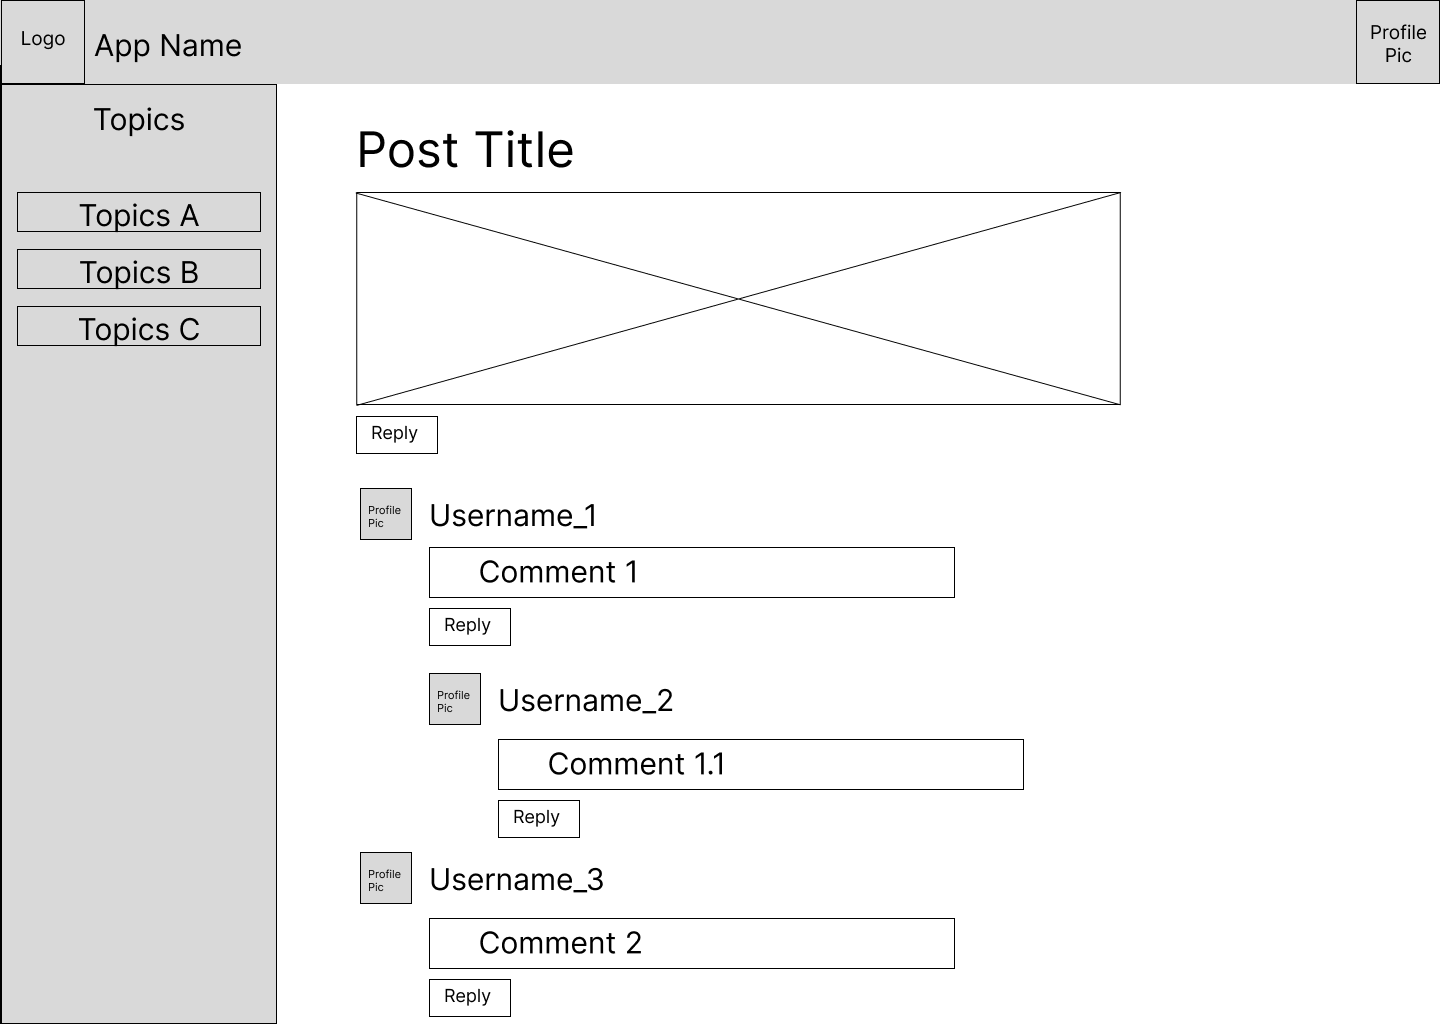 Logo
App Name
Profile
Pic
Topics
Topics A
Topics B
Topics C
Post Title
Reply
Profile
Pic
Username_1
Comment 1
Reply
Profile
Pic
Username_2
Comment 1.1
Reply
Profile
Pic
Username_3
Comment 2
Reply